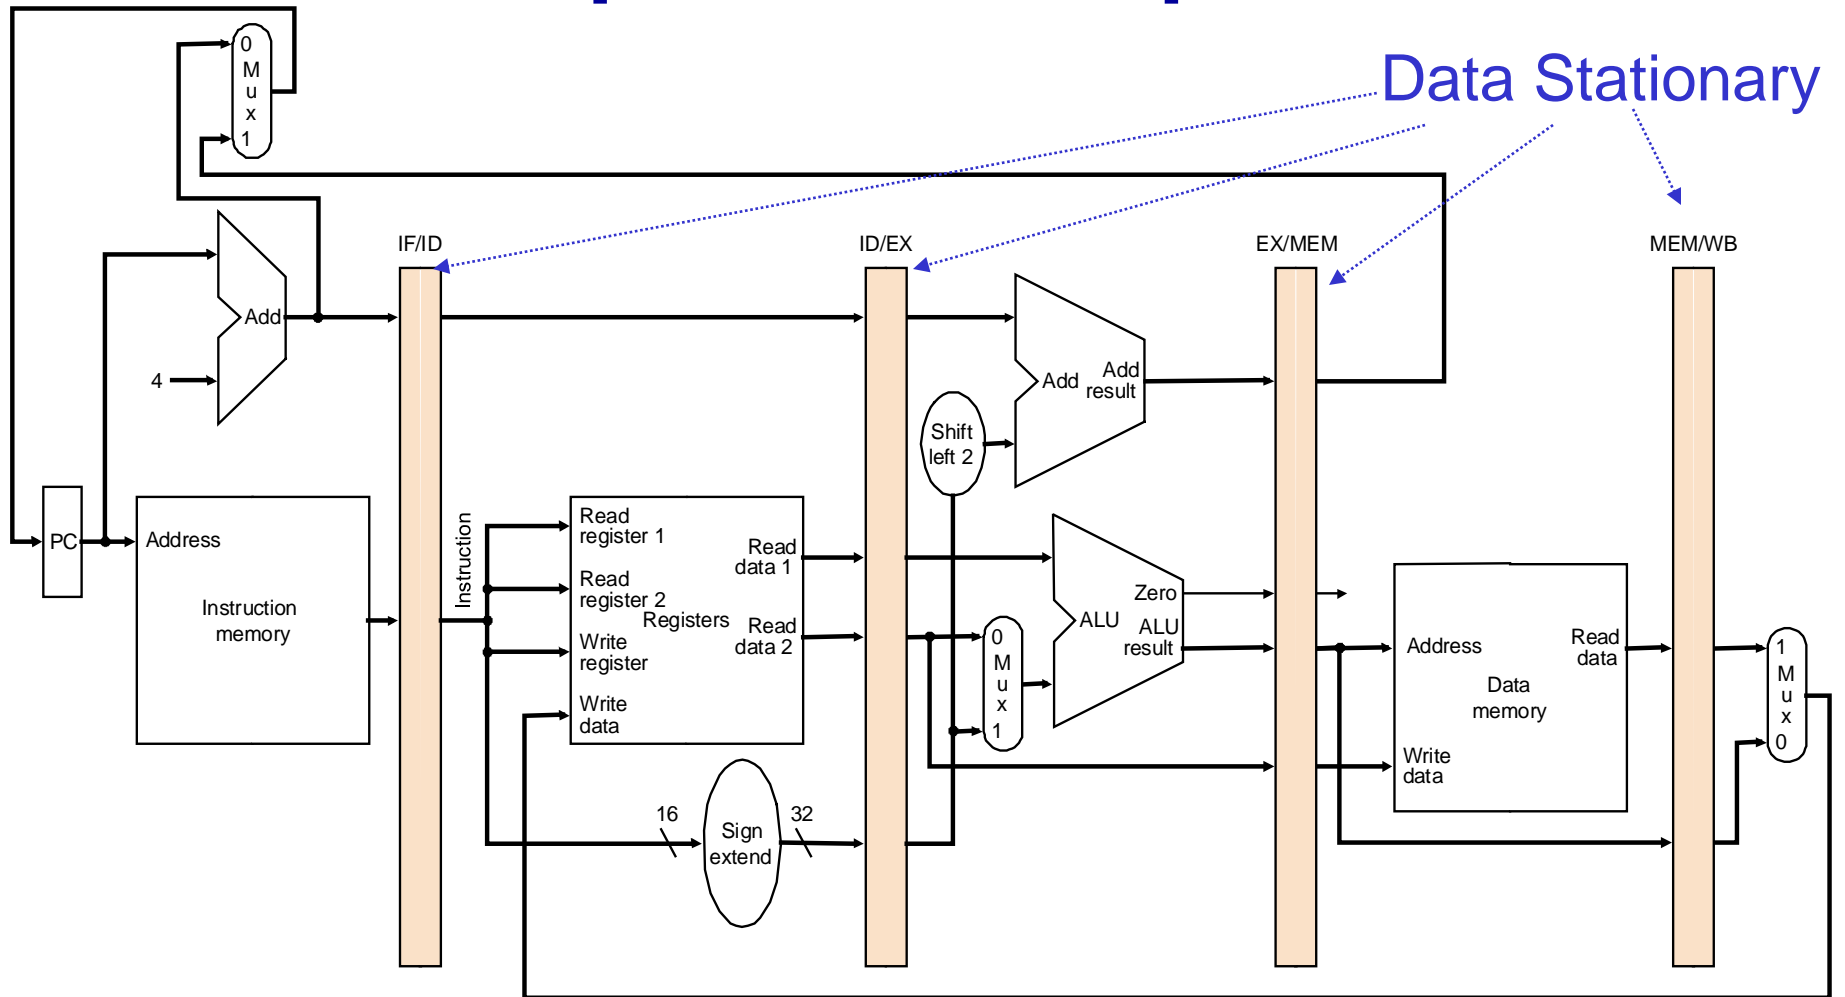 Data Stationary
0
M
u
x
1
IF/ID
ID/EX
EX/MEM
MEM/WB
Add
4
Add
Add
result
Shift
left 2
PC
Address
Instruction
memory
Instruction
Read
register 1
Read
register 2
Write
register
Write
data
Registers
Read
data 1
Read
data 2
16
Sign
extend
32
0
M
u
x
1
Zero
ALU
ALU
result
Address
Read
data
Data
memory
Write
data
1
M
u
x
0